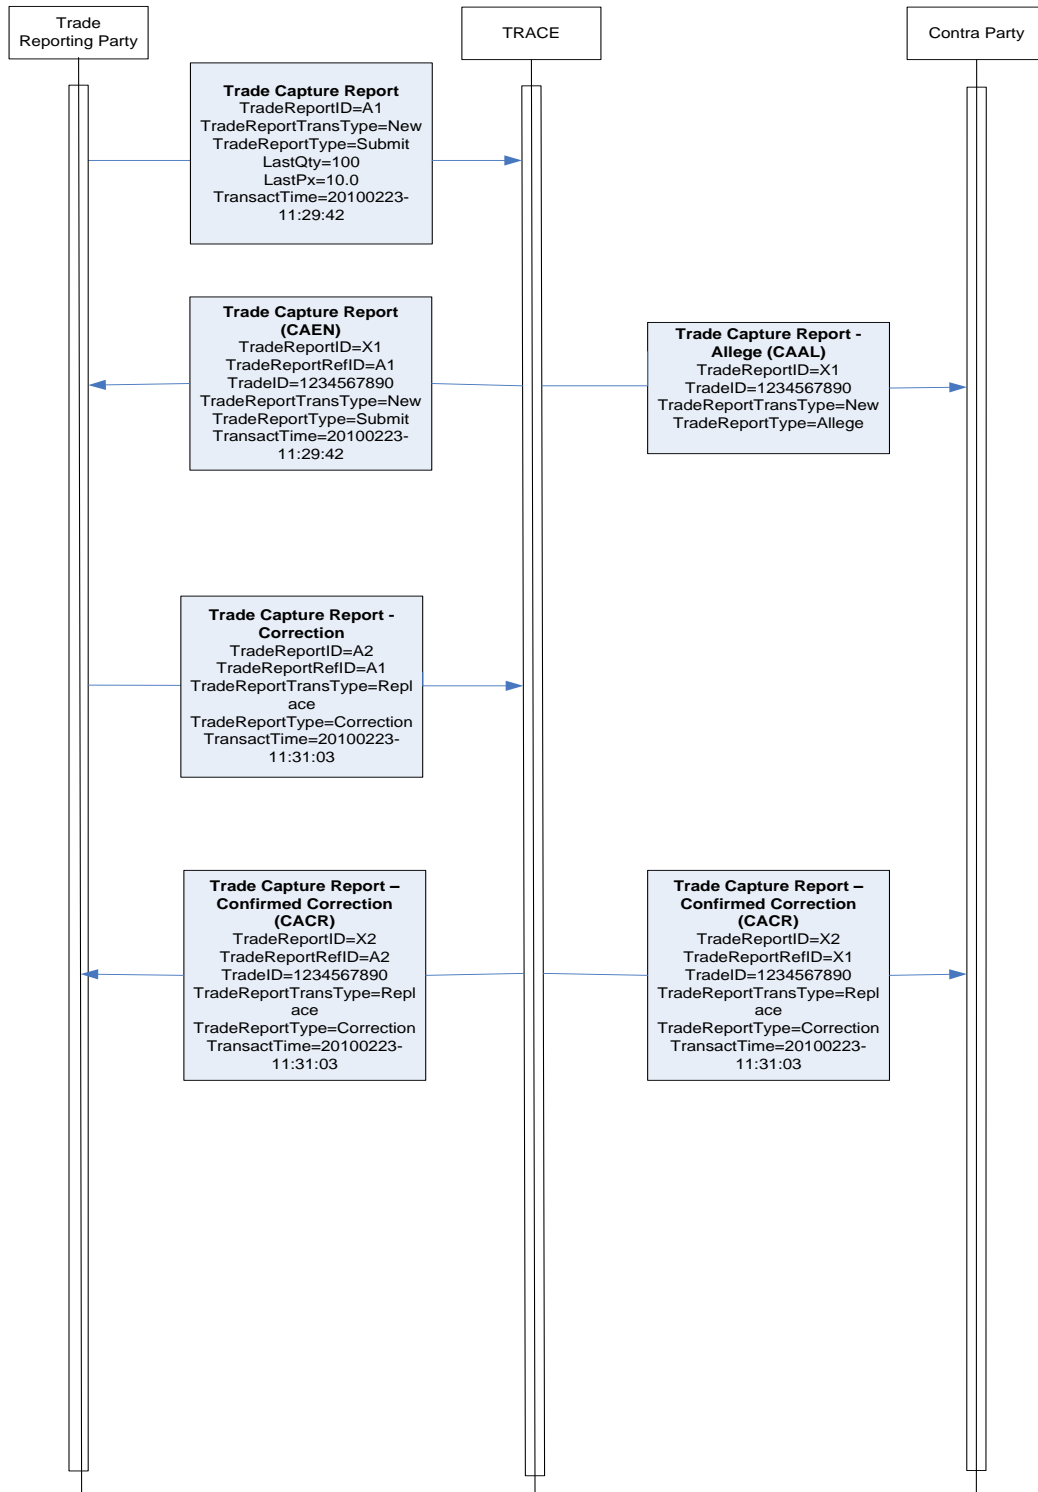 Trade
Reporting Party
TRACE
Contra Party
Trade Capture Report
TradeReportID=A1
TradeReportTransType=New
TradeReportType=Submit
LastQty=100
LastPx=10.0
TransactTime=20100223-
11:29:42
Trade Capture Report
(CAEN)
TradeReportID=X1
TradeReportRefID=A1
TradeID=1234567890
TradeReportTransType=New
TradeReportType=Submit
TransactTime=20100223-
11:29:42
Trade Capture Report -
Allege (CAAL)
TradeReportID=X1
TradeID=1234567890
TradeReportTransType=New
TradeReportType=Allege
Trade Capture Report -
Correction
TradeReportID=A2
TradeReportRefID=A1
TradeReportTransType=Repl
ace
TradeReportType=Correction
TransactTime=20100223-
11:31:03
Trade Capture Report –
Confirmed Correction
(CACR)
TradeReportID=X2
TradeReportRefID=A2
TradeID=1234567890
TradeReportTransType=Repl
ace
TradeReportType=Correction
TransactTime=20100223-
11:31:03
Trade Capture Report –
Confirmed Correction
(CACR)
TradeReportID=X2
TradeReportRefID=X1
TradeID=1234567890
TradeReportTransType=Repl
ace
TradeReportType=Correction
TransactTime=20100223-
11:31:03